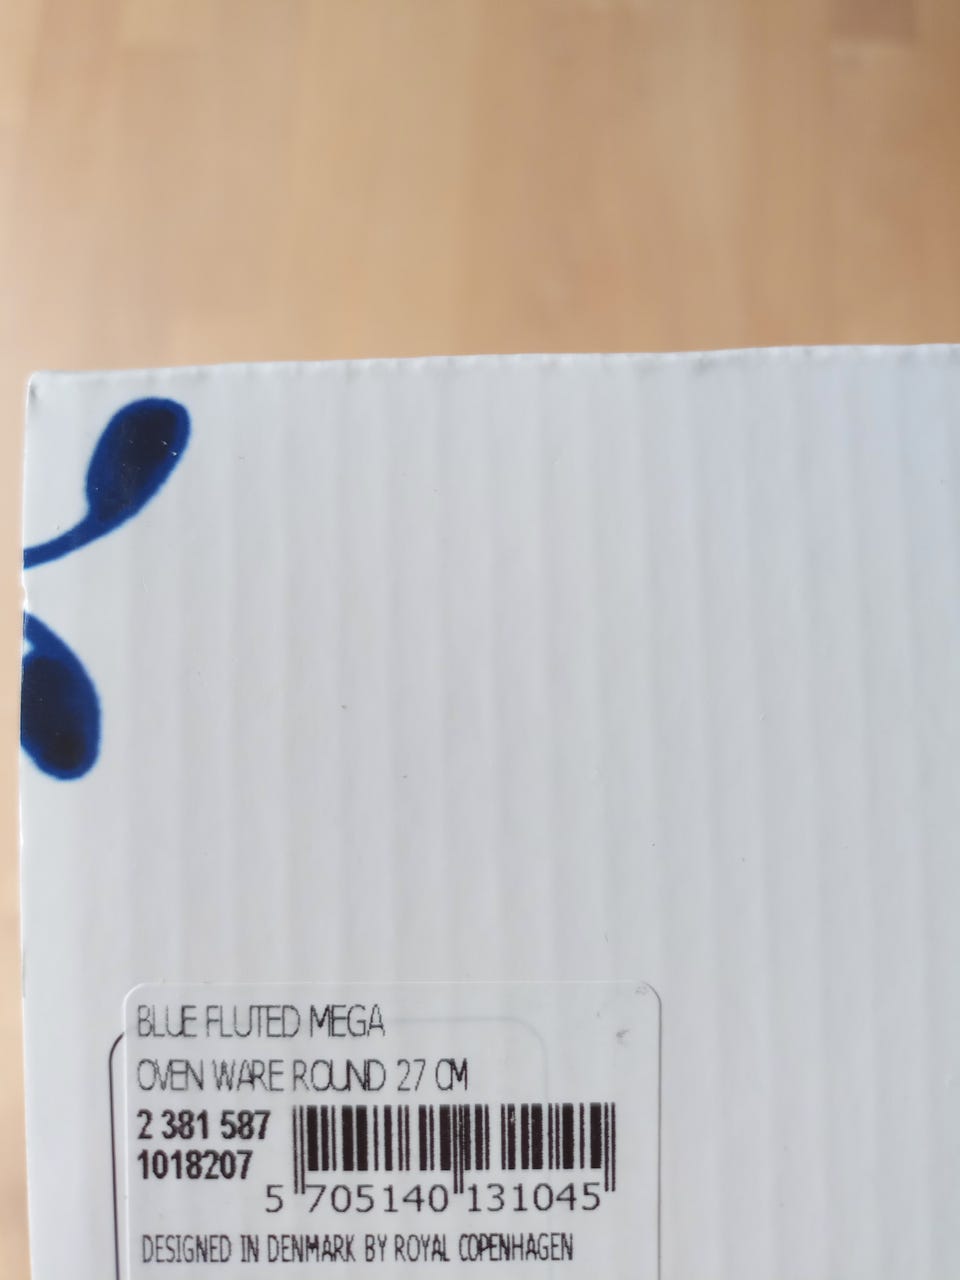 BLUE FLUTED MEGA
OVEN WARE ROUND 27 CM
2 381 587
1018207
5 705140 131045
DESIGNED IN DENMARK BY ROYAL COPENHAGEN